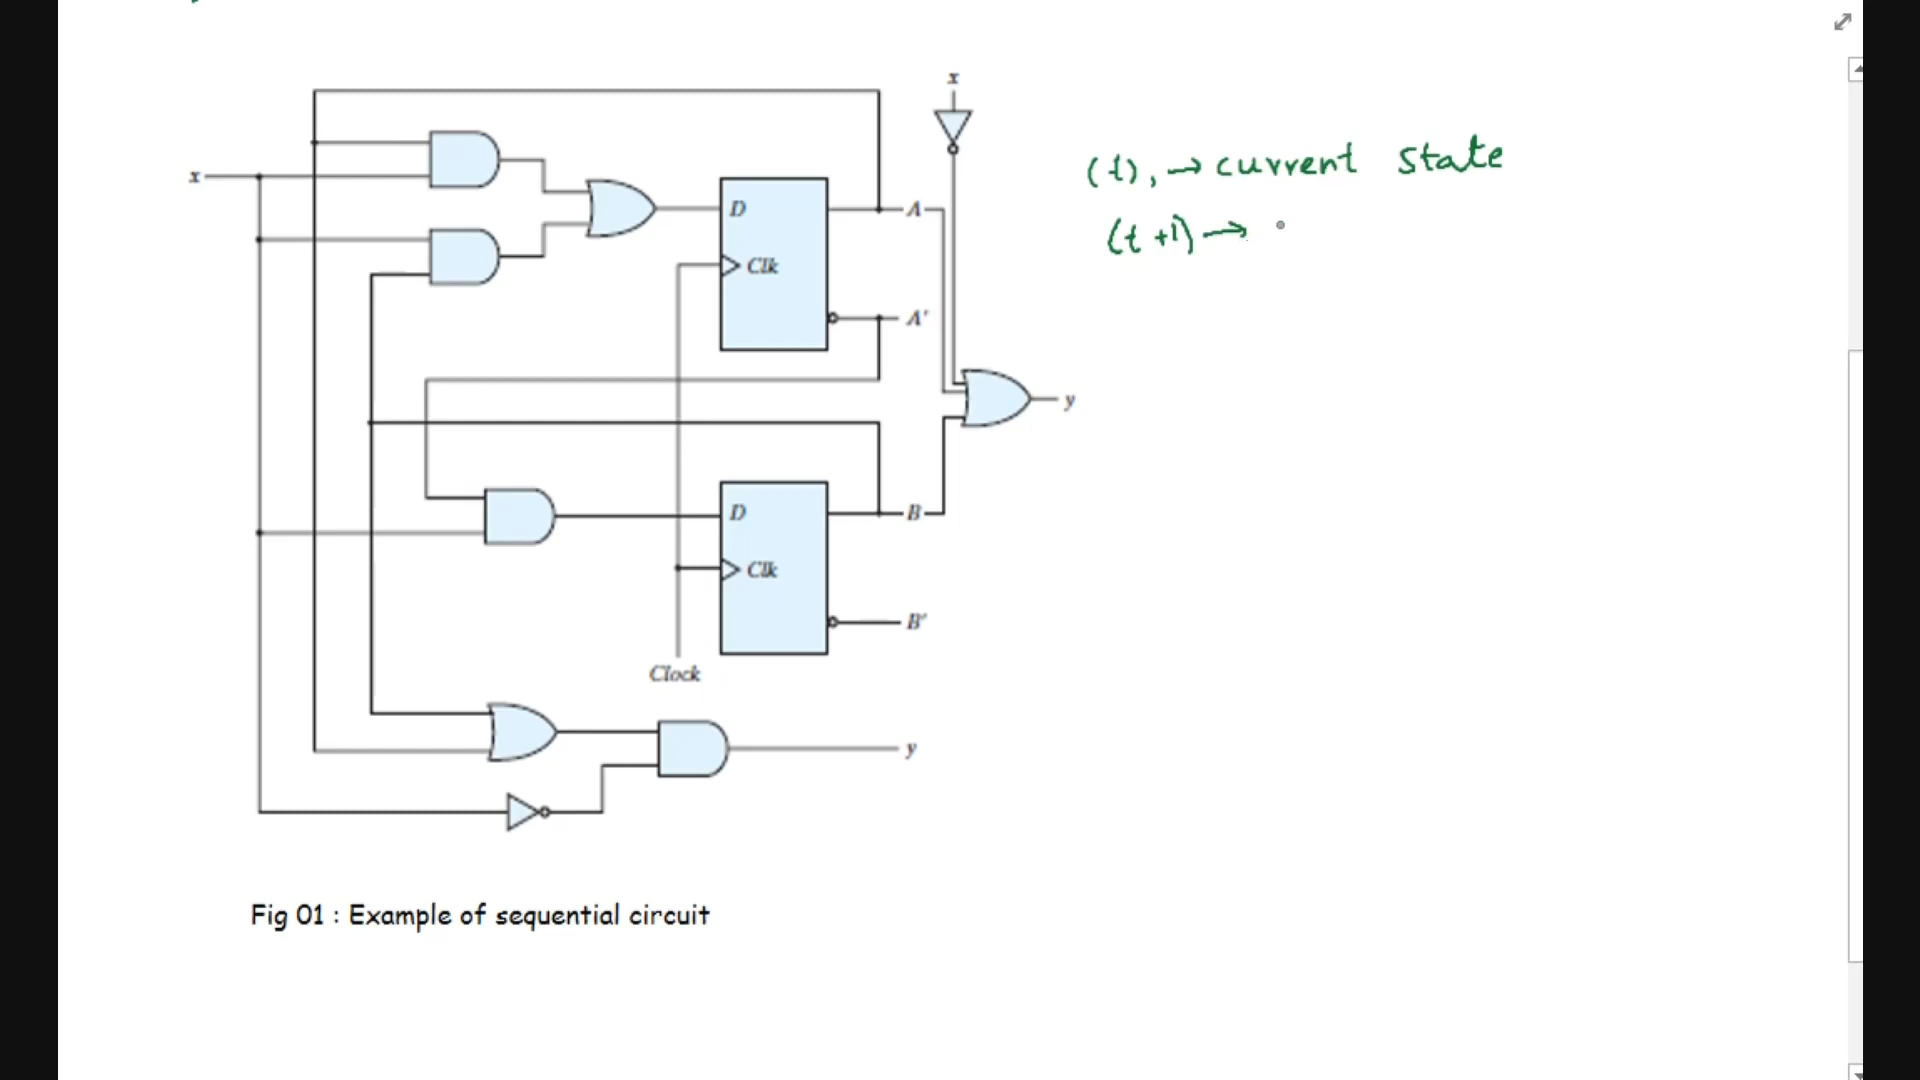 x
x
(t), → current state
(t+1) →
D
A
Clk
A'
y
D
B
Clk
B'
Clock
y
Fig 01 : Example of sequential circuit